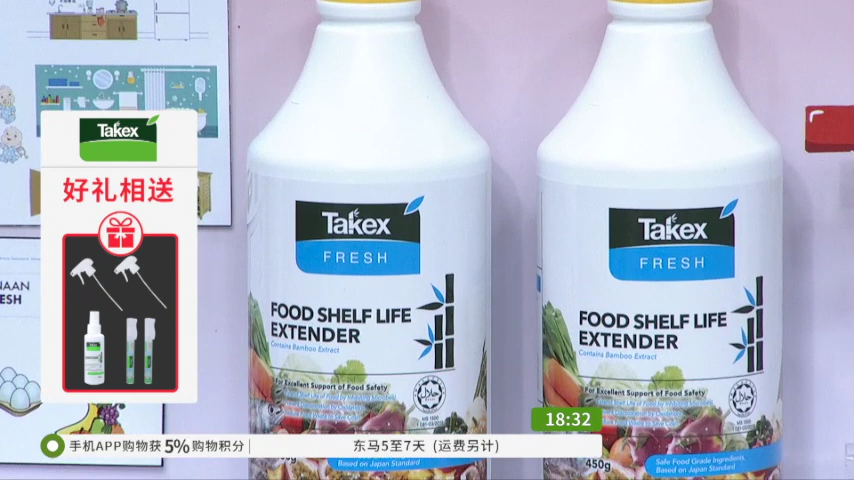 Takex
好礼相送
NAAN
ESH
Takex
FRESH
FOOD SHELF LIFE
EXTENDER
Contains Bamboo Extract
For Excellent Support of Food Safety
Based on Japan Standard
Takex
FRESH
FOOD SHELF LIFE
EXTENDER
Contains Bamboo Extract
For Excellent Support of Food Safety
450g
Safe Food Grade Ingredients,
Based on Japan Standard
18:32
手机APP购物获5%购物积分
东马5至7天 (运费另计)